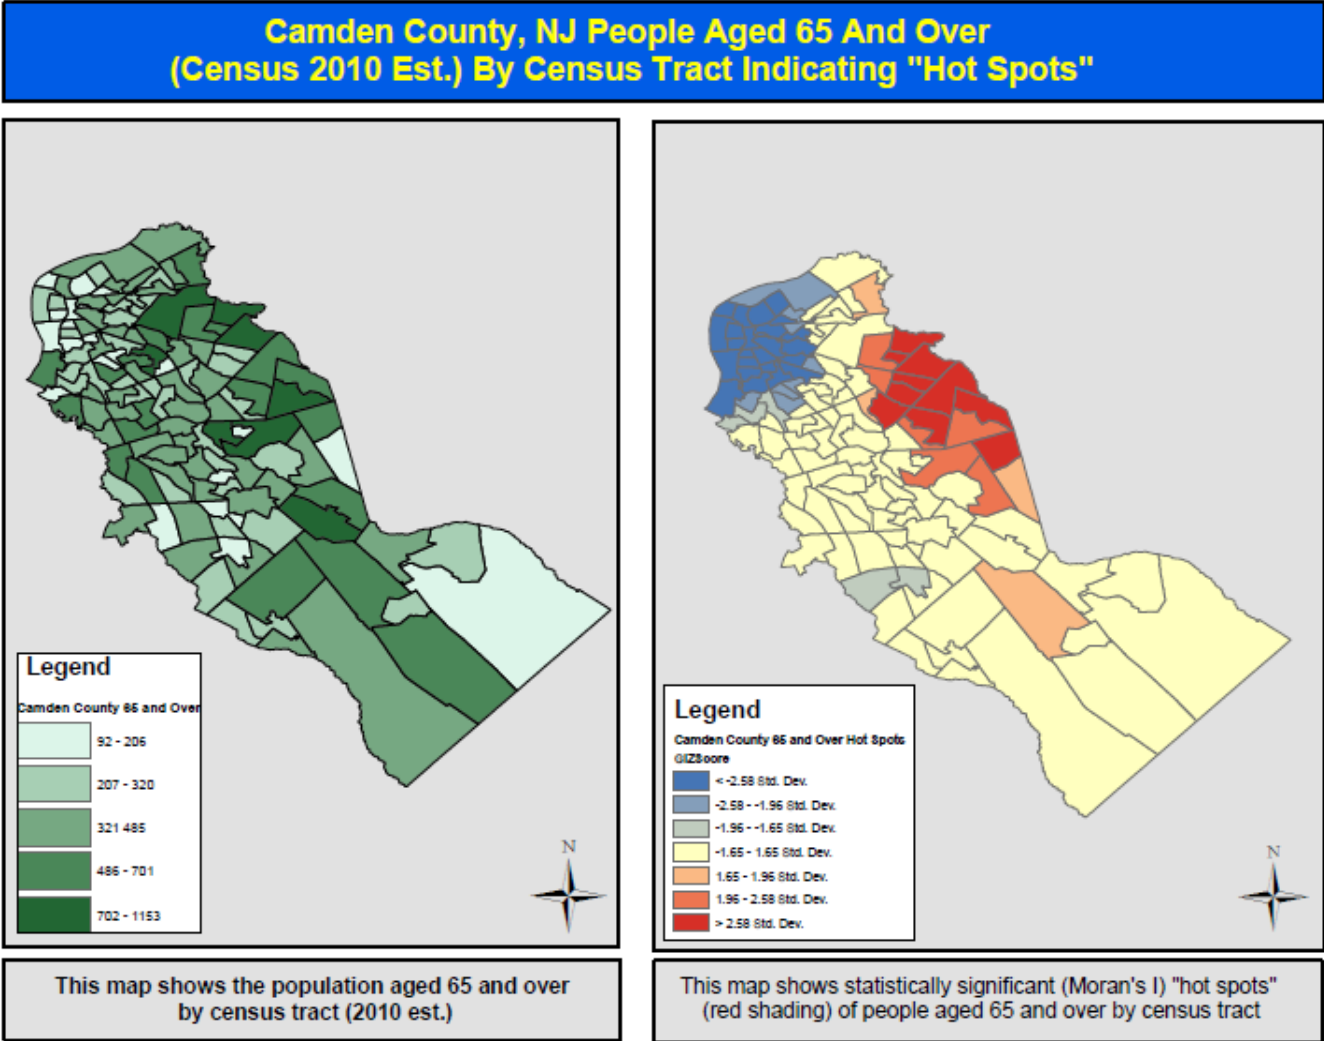 Camden County, NJ People Aged 65 And Over
(Census 2010 Est.) By Census Tract Indicating "Hot Spots"
Legend
Camden County 65 and Over
92 - 206
207 - 320
321 485
486 - 701
702 - 1153
N
This map shows the population aged 65 and over
by census tract (2010 est.)
Legend
Camden County 65 and Over Hot Spots
GiZScore
< -2.58 Std. Dev.
-2.58 - -1.96 Std. Dev.
-1.96 - -1.65 Std. Dev.
-1.65 - 1.65 Std. Dev.
1.65 - 1.96 Std. Dev.
1.96 - 2.58 Std. Dev.
> 2.58 Std. Dev.
N
This map shows statistically significant (Moran's I) "hot spots"
(red shading) of people aged 65 and over by census tract